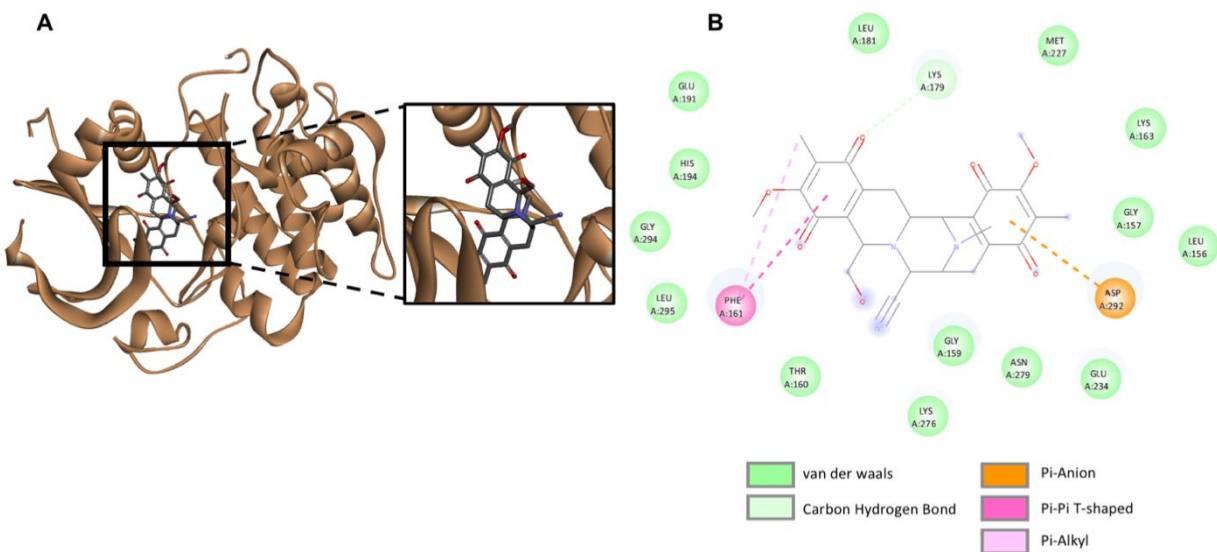 A
B
LEU
A:181
MET
A:227
LYS
A:179
GLU
A:191
LYS
A:163
HIS
A:194
GLY
A:157
GLY
A:294
LEU
A:156
LEU
A:295
PHE
A:161
ASP
A:292
GLY
A:159
ASN
A:279
THR
A:160
GLU
A:234
LYS
A:276
van der waals
Pi-Anion
Carbon Hydrogen Bond
Pi-Pi T-shaped
Pi-Alkyl